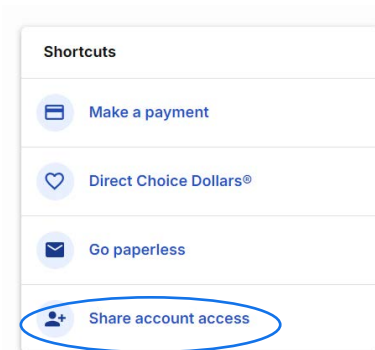 Shortcuts
Make a payment
Direct Choice Dollars®
Go paperless
Share account access